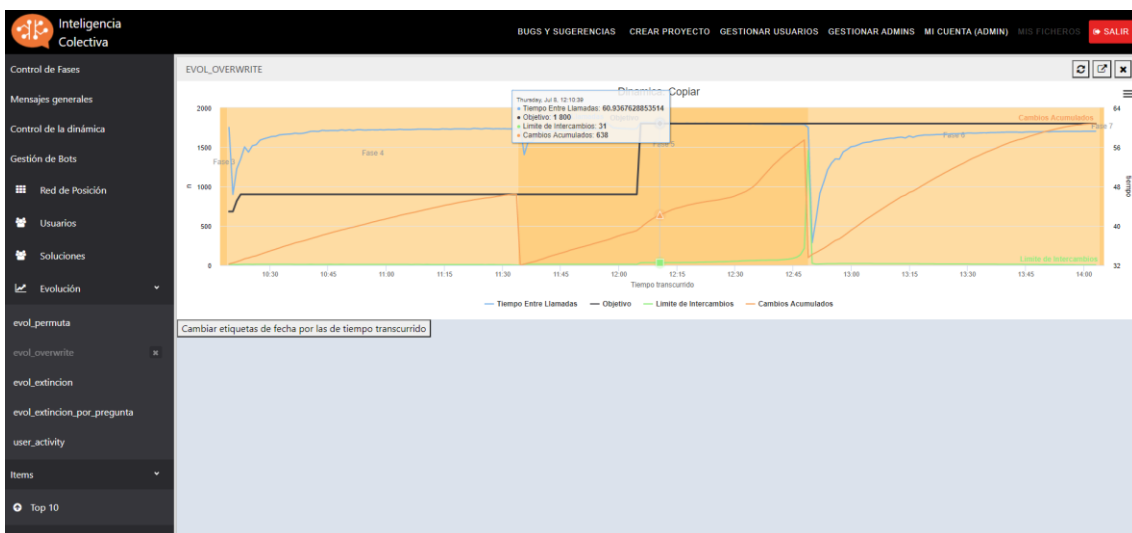 Inteligencia
Colectiva
BUGS Y SUGERENCIAS CREAR PROYECTO GESTIONAR USUARIOS GESTIONAR ADMINS MI CUENTA (ADMIN) MIS FICHEROS SALIR
Control de Fases
Mensajes generales
Control de la dinámica
Gestión de Bots
Red de Posición
Usuarios
Soluciones
Evolución
evol_permuta
evol_overwrite
evol_extincion
evol_extincion_por_pregunta
user_activity
Items
Top 10
EVOL_OVERWRITE
Copiar
Thursday, Jul 8, 12:10:39
Tiempo Entre Llamadas: 60.9367628853514
Objetivo: 1 800
Limite de Intercambios: 31
Cambios Acumulados: 638
2000
1500
1000
500
0
n
64
56
48
40
32
tiempo
Fase 3
Fase 4
Fase 6
Fase 7
Cambios Acumulados
Limite de Intercambios
10:30 10:45 11:00 11:15 11:30 11:45 12:00 12:15 12:30 12:45 13:00 13:15 13:30 13:45 14:00
Tiempo transcurrido
Tiempo Entre Llamadas Objetivo Limite de Intercambios Cambios Acumulados
Cambiar etiquetas de fecha por las de tiempo transcurrido